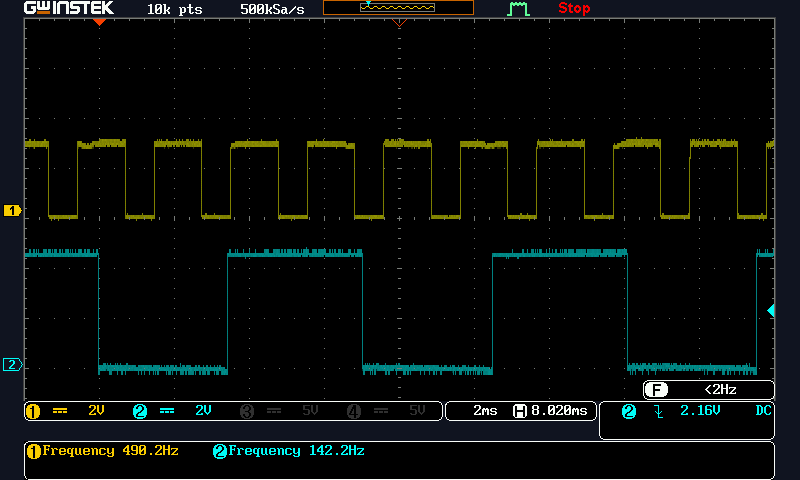 GWINSTEK 10k pts 500kSa/s Stop
1
2
F <2Hz
1 2V 2 2V 3 5V 4 5V 2ms H 8.020ms 2 2.16V DC
1 Frequency 490.2Hz 2 Frequency 142.2Hz